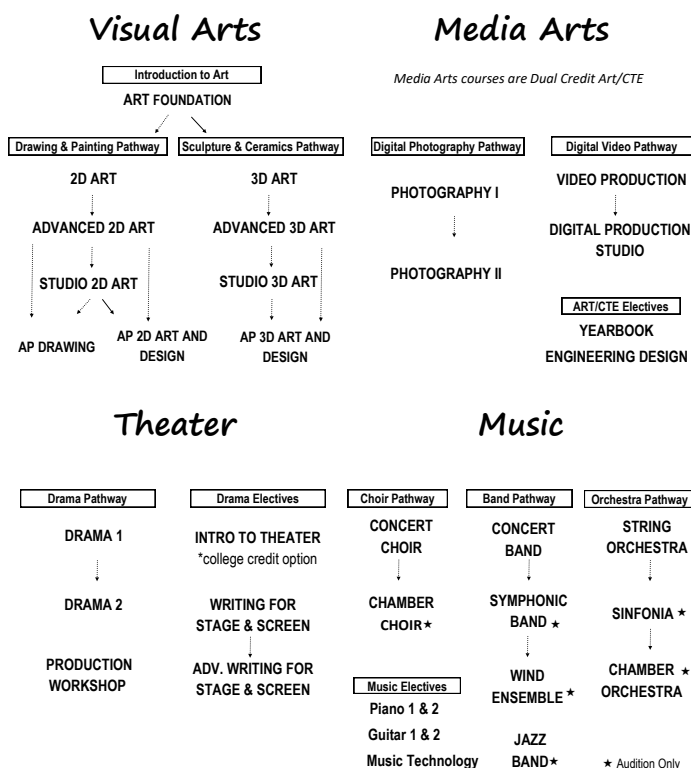 Visual Arts
Introduction to Art
ART FOUNDATION
Drawing & Painting Pathway
2D ART
ADVANCED 2D ART
STUDIO 2D ART
AP DRAWING
AP 2D ART AND
DESIGN
Sculpture & Ceramics Pathway
3D ART
ADVANCED 3D ART
STUDIO 3D ART
AP 3D ART AND
DESIGN
Media Arts
Media Arts courses are Dual Credit Art/CTE
Digital Photography Pathway
PHOTOGRAPHY I
PHOTOGRAPHY II
Digital Video Pathway
VIDEO PRODUCTION
DIGITAL PRODUCTION
STUDIO
ART/CTE Electives
YEARBOOK
ENGINEERING DESIGN
Theater
Drama Pathway
DRAMA 1
DRAMA 2
PRODUCTION
WORKSHOP
Drama Electives
INTRO TO THEATER
*college credit option
WRITING FOR
STAGE & SCREEN
ADV. WRITING FOR
STAGE & SCREEN
Music
Choir Pathway
CONCERT
CHOIR
CHAMBER
CHOIR★
Music Electives
Piano 1 & 2
Guitar 1 & 2
Music Technology
Band Pathway
CONCERT
BAND
SYMPHONIC
BAND ★
WIND
ENSEMBLE ★
JAZZ
BAND★
Orchestra Pathway
STRING
ORCHESTRA
SINFONIA ★
CHAMBER ★
ORCHESTRA
★ Audition Only